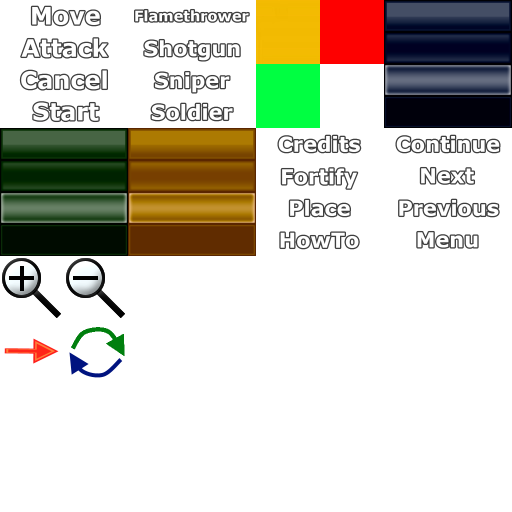 Move
Attack
Cancel
Start
Flamethrower
Shotgun
Sniper
Soldier
Credits
Fortify
Place
HowTo
Continue
Next
Previous
Menu